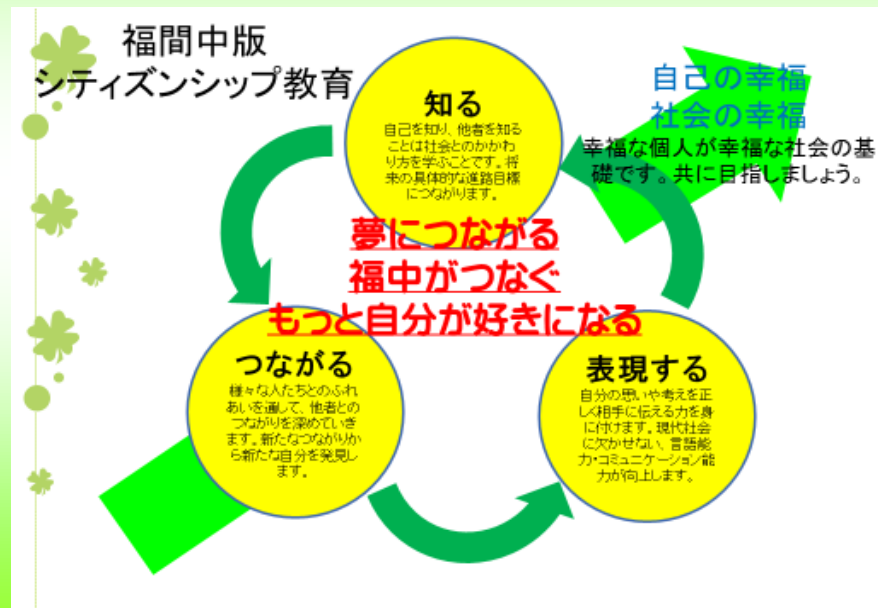 福間中版
シティズンシップ教育
知る
自己を知り、他者を知る
ことは社会とのかかわ
り方を学ぶことです。将
来の具体的な進路目標
につながります。
自己の幸福
社会の幸福
幸福な個人が幸福な社会の基
礎です。共に目指しましょう。
夢につながる
福中がつなぐ
もっと自分が好きになる
つながる
様々な人たちとのふれ
あいを通して、他者との
つながりを深めていき
ます。新たなつながりか
ら新たな自分を発見し
ます。
表現する
自分の思いや考えを正
しく相手に伝える力を身
に付けます。現代社会
に欠かせない、言語能
力・コミュニケーション能
力が向上します。